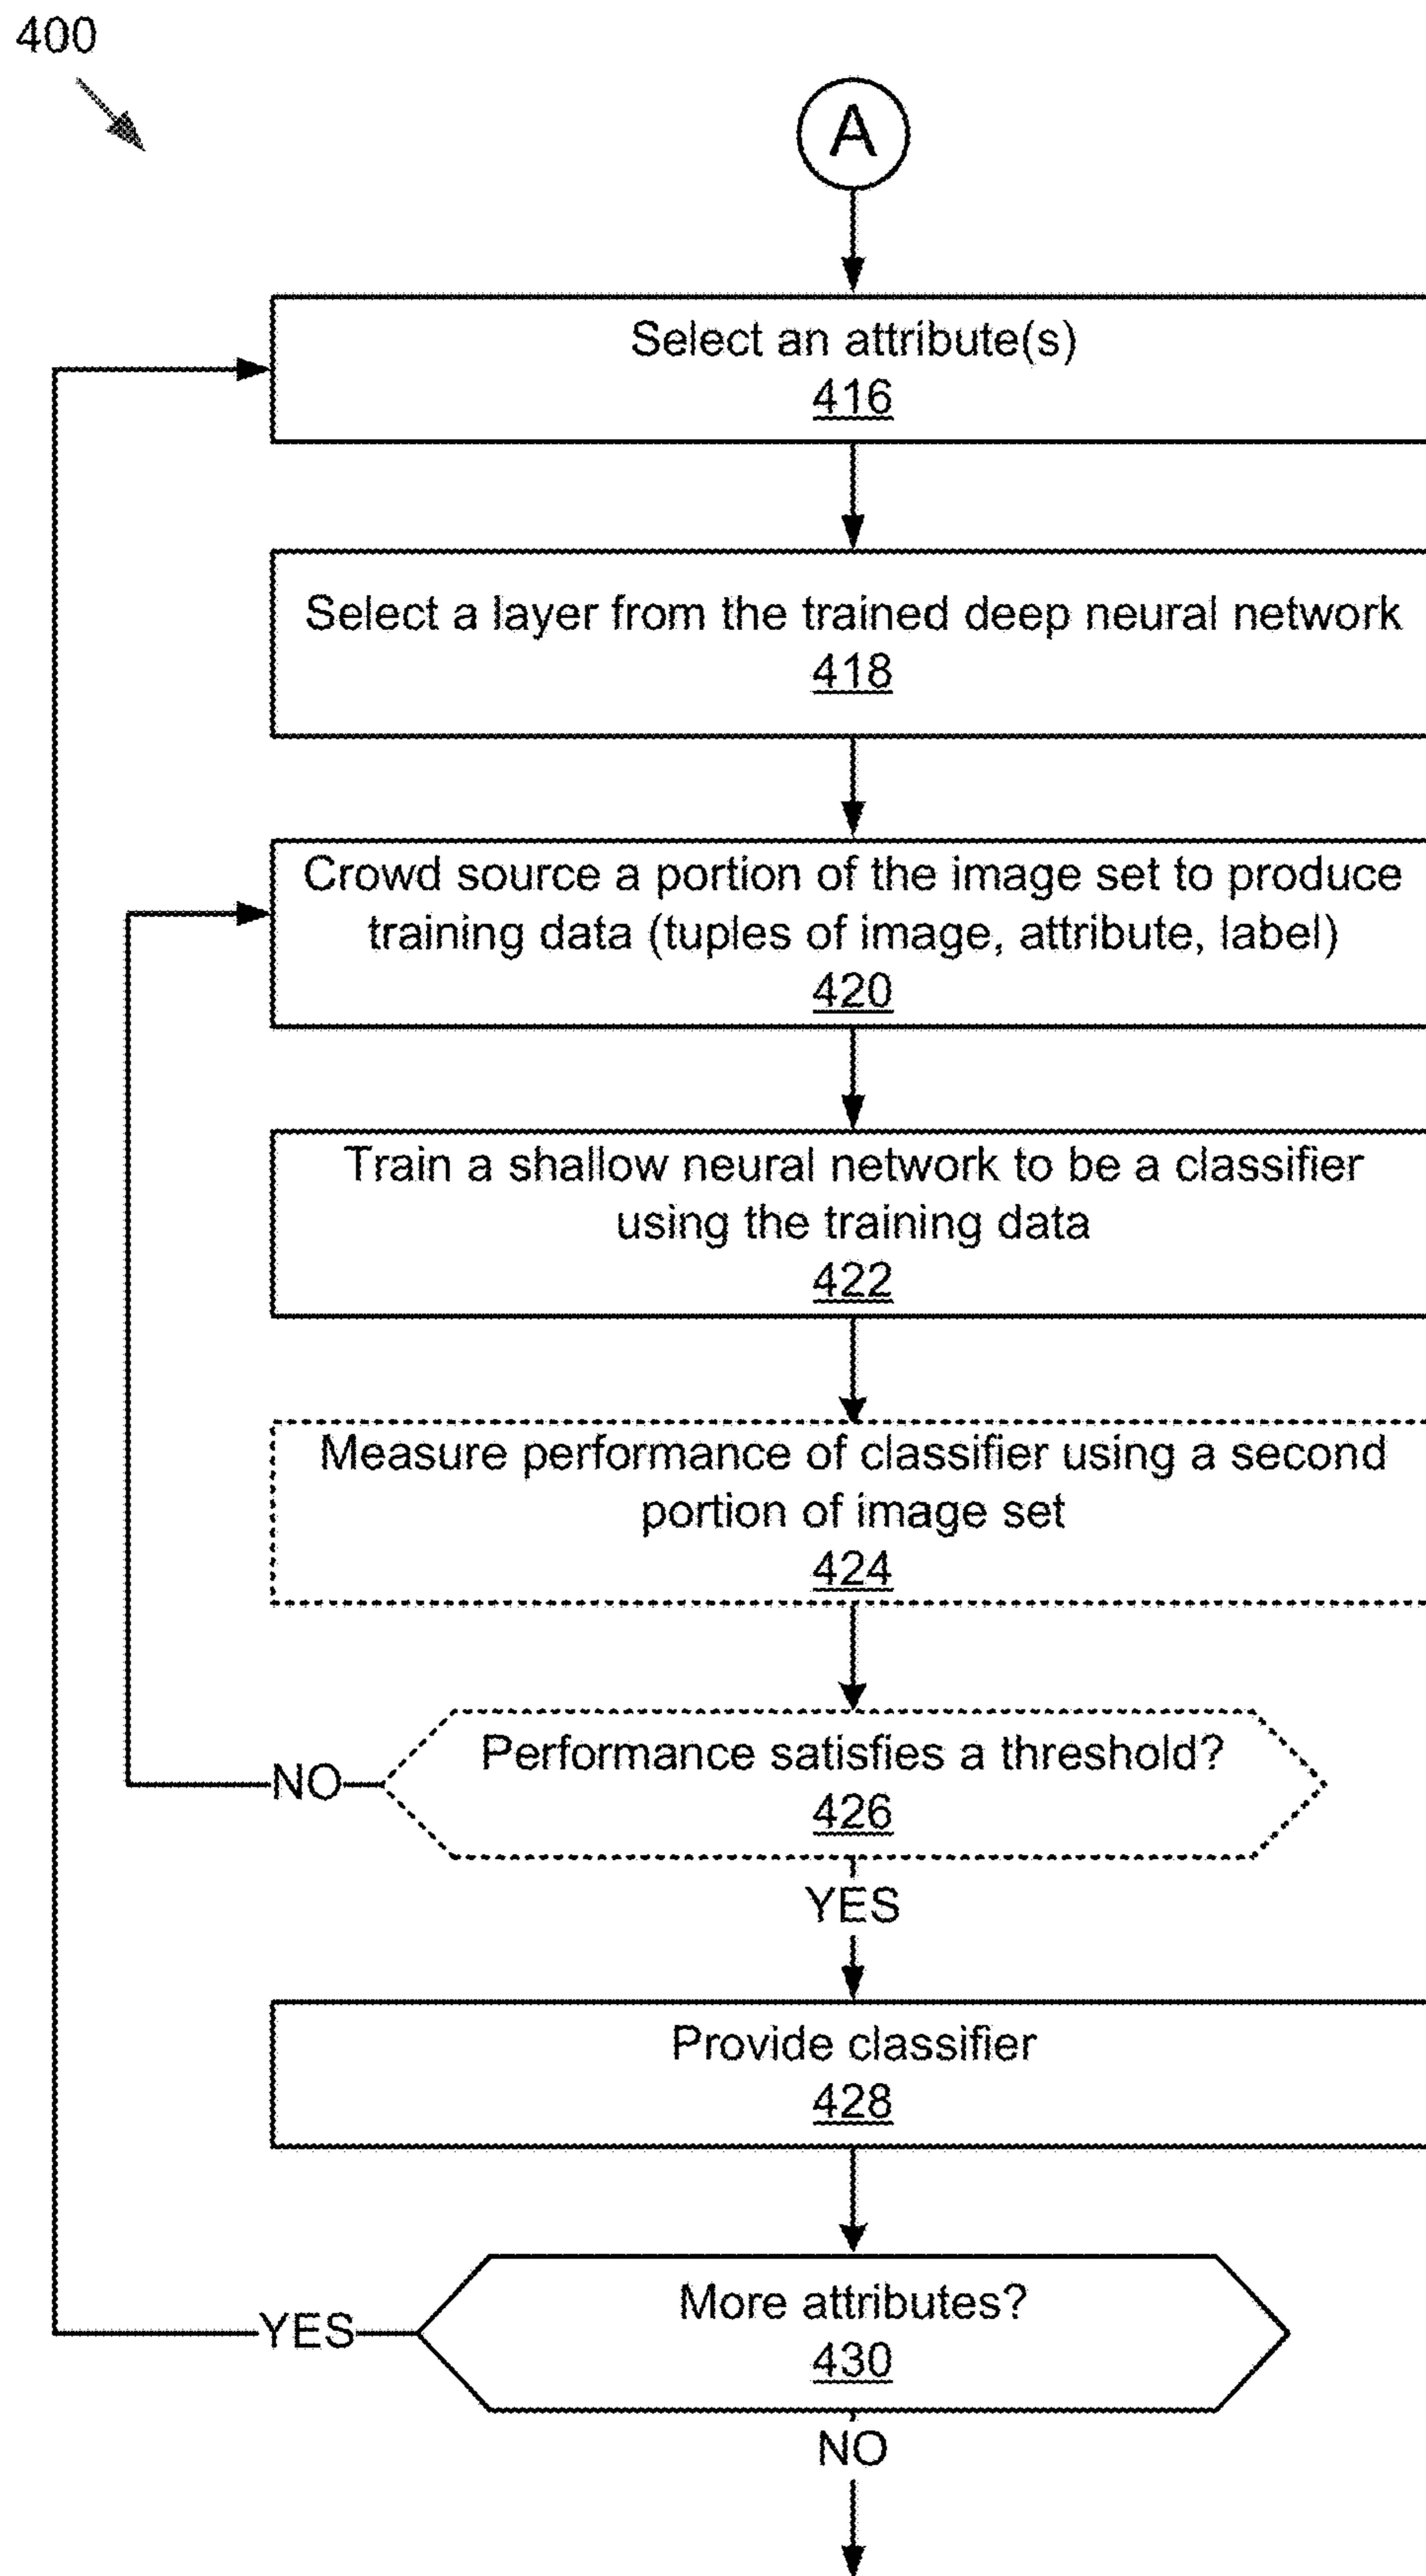 400
A
Select an attribute(s)
416
Select a layer from the trained deep neural network
418
Crowd source a portion of the image set to produce
training data (tuples of image, attribute, label)
420
Train a shallow neural network to be a classifier
using the training data
422
Measure performance of classifier using a second
portion of image set
424
Performance satisfies a threshold?
NO
426
YES
Provide classifier
428
More attributes?
YES
430
NO